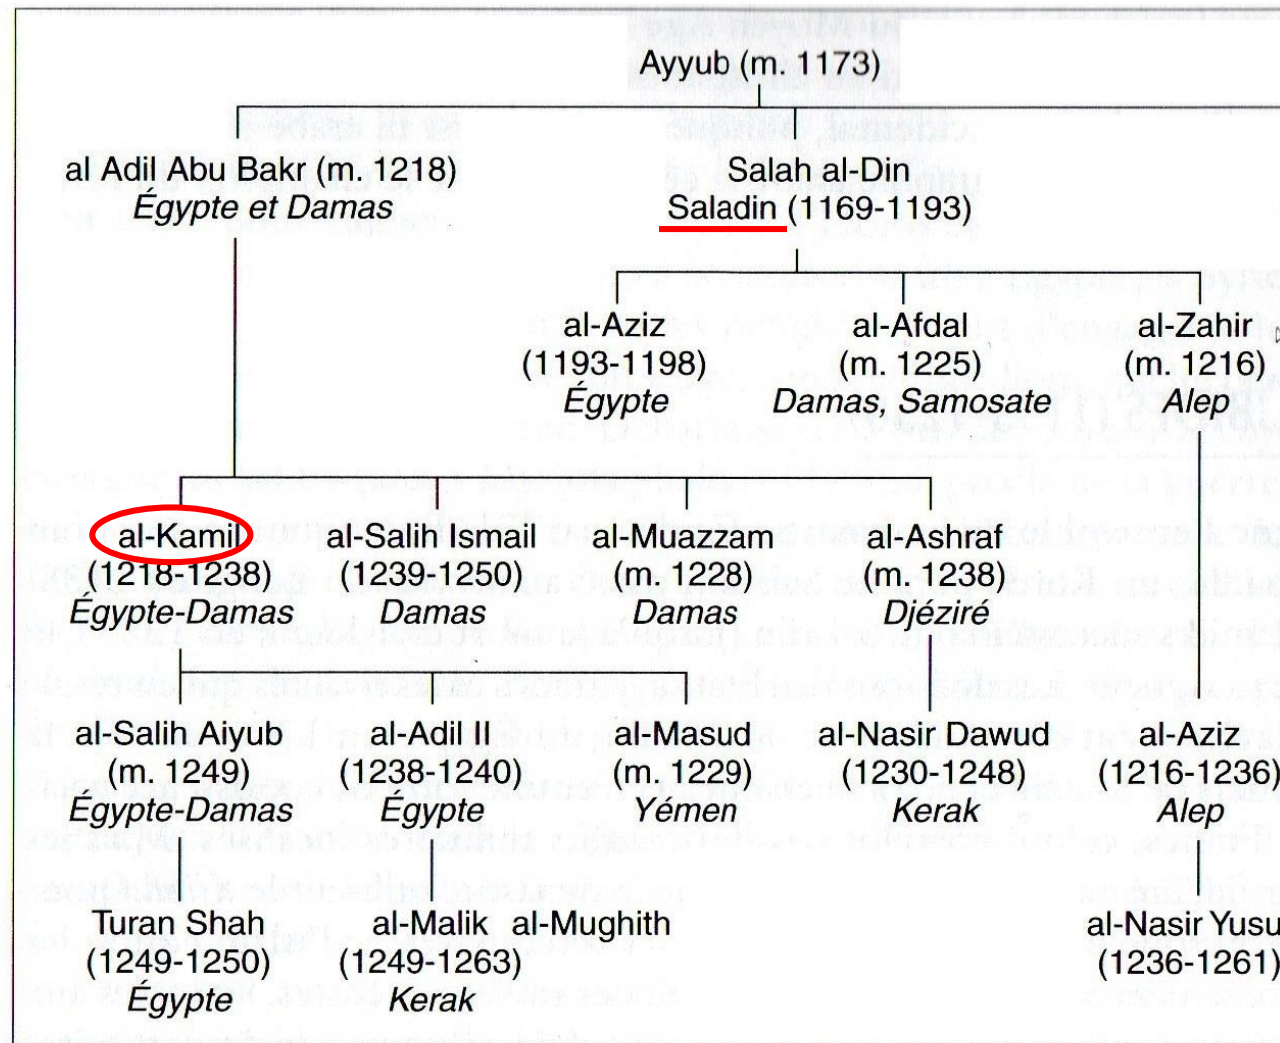 Ayyub (m. 1173)
al Adil Abu Bakr (m. 1218)
Égypte et Damas
Salah al-Din
Saladin (1169-1193)
al-Aziz
(1193-1198)
Égypte
al-Afdal
(m. 1225)
Damas, Samosate
al-Zahir
(m. 1216)
Alep
al-Kamil
(1218-1238)
Égypte-Damas
al-Salih Ismail
(1239-1250)
Damas
al-Muazzam
(m. 1228)
Damas
al-Ashraf
(m. 1238)
Djéziré
al-Salih Aiyub
(m. 1249)
Égypte-Damas
al-Adil II
(1238-1240)
Égypte
al-Masud
(m. 1229)
Yémen
al-Nasir Dawud
(1230-1248)
Kerak
al-Aziz
(1216-1236)
Alep
Turan Shah
(1249-1250)
Égypte
al-Malik al-Mughith
(1249-1263)
Kerak
al-Nasir Yusu
(1236-1261)